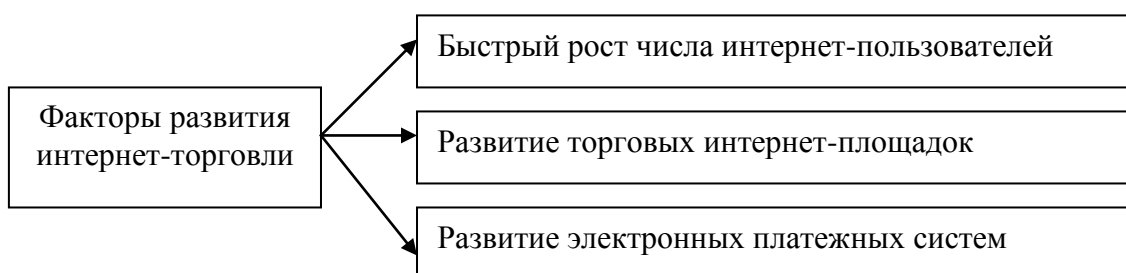 Факторы развития
интернет-торговли
Быстрый рост числа интернет-пользователей
Развитие торговых интернет-площадок
Развитие электронных платежных систем